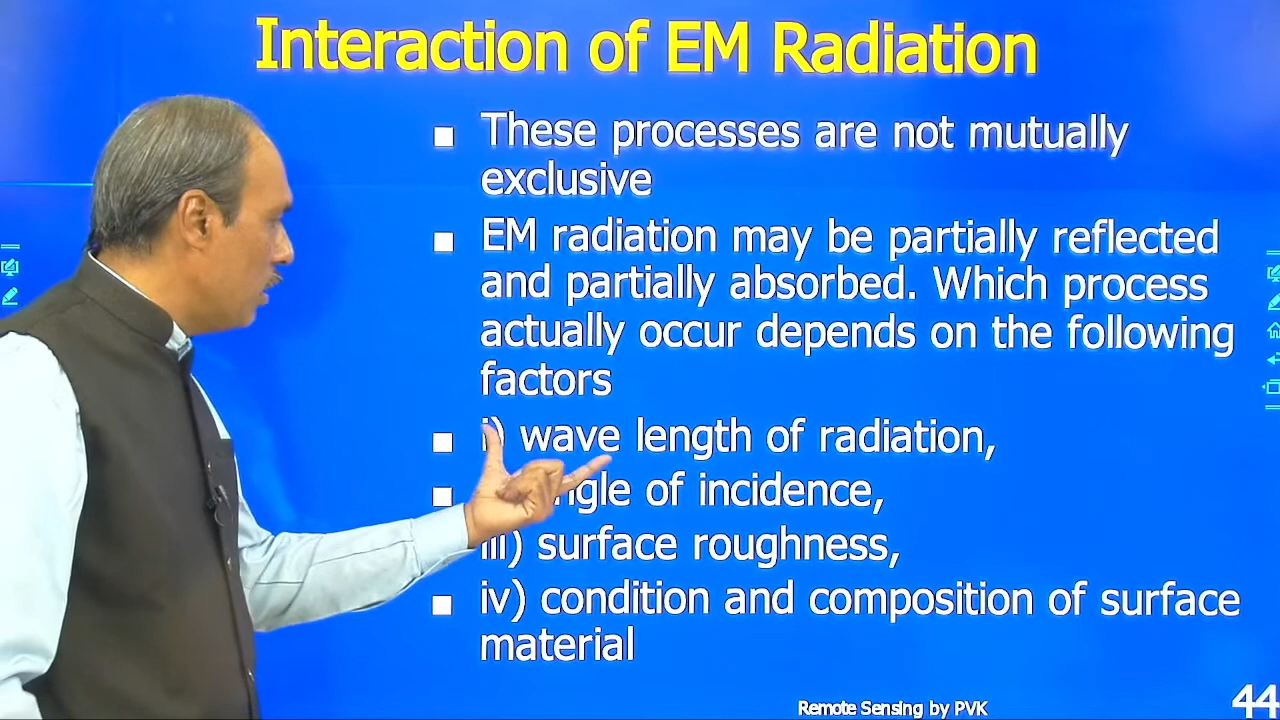 Interaction of EM Radiation
These processes are not mutually
exclusive
EM radiation may be partially reflected
and partially absorbed. Which process
actually occur depends on the following
factors
i) wave length of radiation,
of incidence,
iii) surface roughness,
iv) condition and composition of surface
material
Remote Sensing by PVK
44